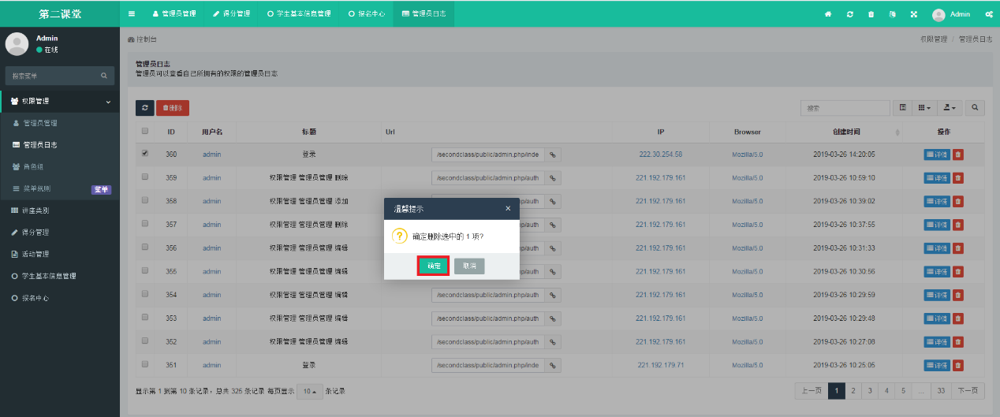 第二课堂 管理员管理 得分管理 学生基本信息管理 报名中心 管理员日志 Admin
Admin
在线
搜索菜单
权限管理
管理员管理
管理员日志
角色组
菜单规则 菜单
讲座类别
得分管理
活动管理
学生基本信息管理
报名中心
控制台 权限管理 / 管理员日志
管理员日志
管理员可以查看自己所拥有的权限的管理员日志
删除 搜索
ID 用户名 标题 Url IP Browser 创建时间 操作
360 admin 登录 /secondclass/public/admin.php/inde 222.30.254.56 Mozilla/5.0 2019-03-26 14:20:05 详情
359 admin 权限管理 管理员管理 删除 /secondclass/public/admin.php/auth 221.192.179.161 Mozilla/5.0 2019-03-26 10:59:10 详情
358 admin 权限管理 管理员管理 添加 php/auth 221.192.179.161 Mozilla/5.0 2019-03-26 10:39:02 详情
357 admin 权限管理 管理员管理 删除 php/auth 221.192.179.161 Mozilla/5.0 2019-03-26 10:37:55 详情
356 admin 权限管理 管理员管理 编辑 php/auth 221.192.179.161 Mozilla/5.0 2019-03-26 10:31:33 详情
355 admin 权限管理 管理员管理 编辑 php/auth 221.192.179.161 Mozilla/5.0 2019-03-26 10:30:56 详情
354 admin 权限管理 管理员管理 编辑 /secondclass/public/admin.php/auth 221.192.179.161 Mozilla/5.0 2019-03-26 10:29:59 详情
353 admin 权限管理 管理员管理 编辑 /secondclass/public/admin.php/auth 221.192.179.161 Mozilla/5.0 2019-03-26 10:29:48 详情
352 admin 权限管理 管理员管理 编辑 /secondclass/public/admin.php/auth 221.192.179.161 Mozilla/5.0 2019-03-26 10:27:08 详情
351 admin 登录 /secondclass/public/admin.php/inde 221.192.179.71 Mozilla/5.0 2019-03-26 10:25:05 详情
温馨提示 ×
确定删除选中的 1 项?
确定 取消
显示第 1 到第 10 条记录，总共 325 条记录 每页显示 10 条记录 上一页 1 2 3 4 5 ... 33 下一页